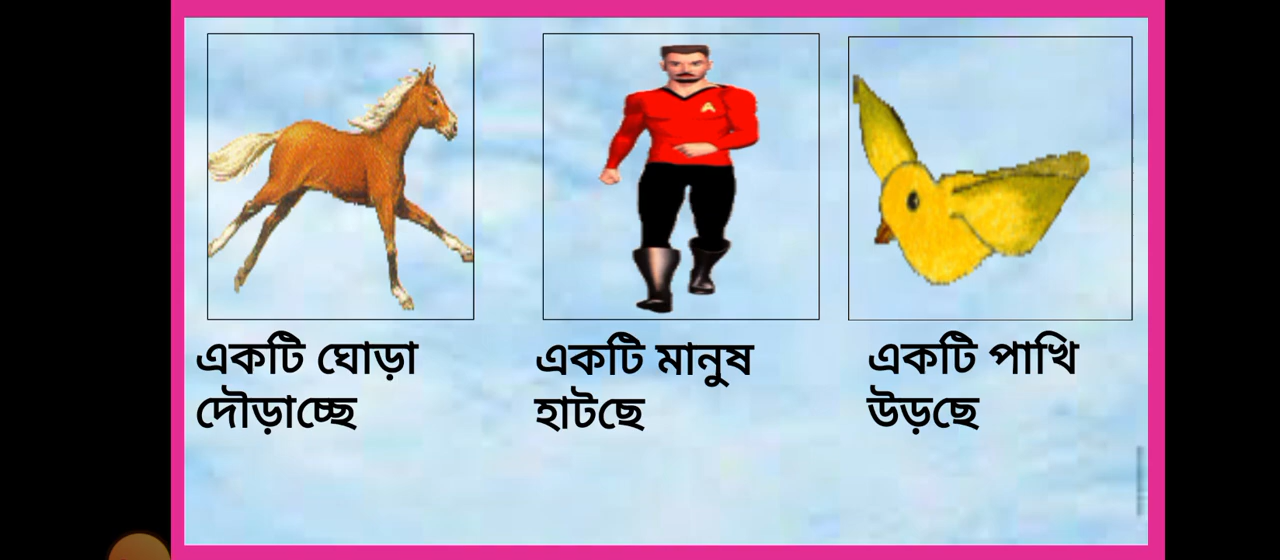 একটি ঘোড়া
দৌড়াচ্ছে
একটি মানুষ
হাটছে
একটি পাখি
উড়ছে